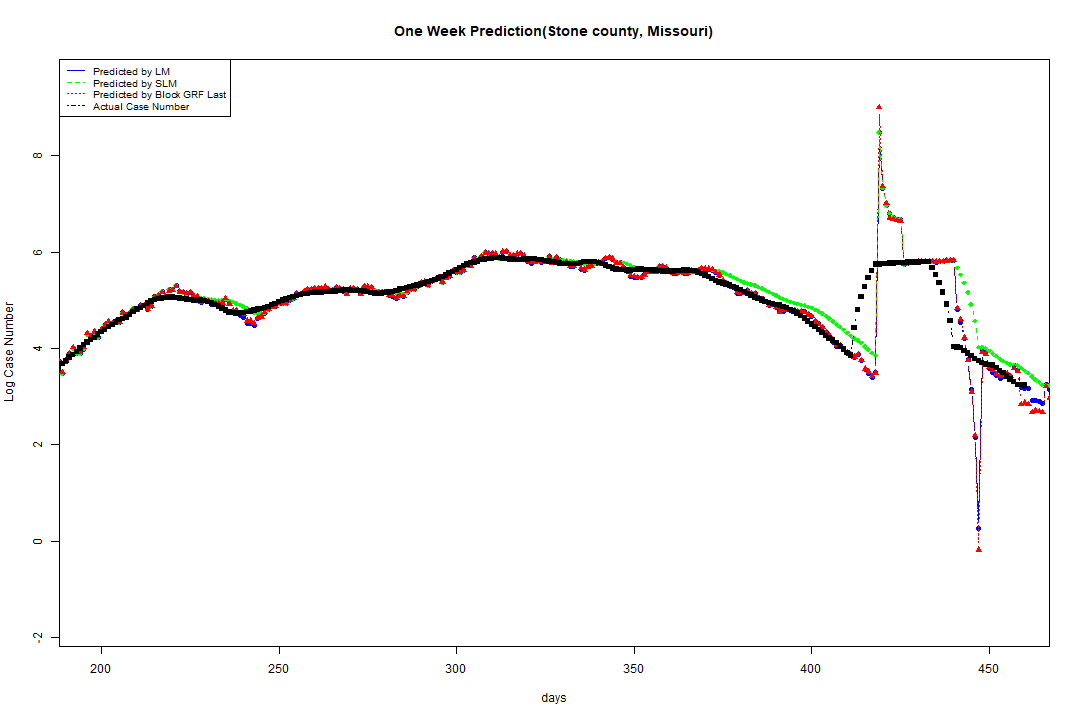 One Week Prediction(Stone county, Missouri)
Predicted by LM
Predicted by SLM
Predicted by Block GRF Last
Actual Case Number
Log Case Number
8
6
4
2
0
-2
200 250 300 350 400 450
days